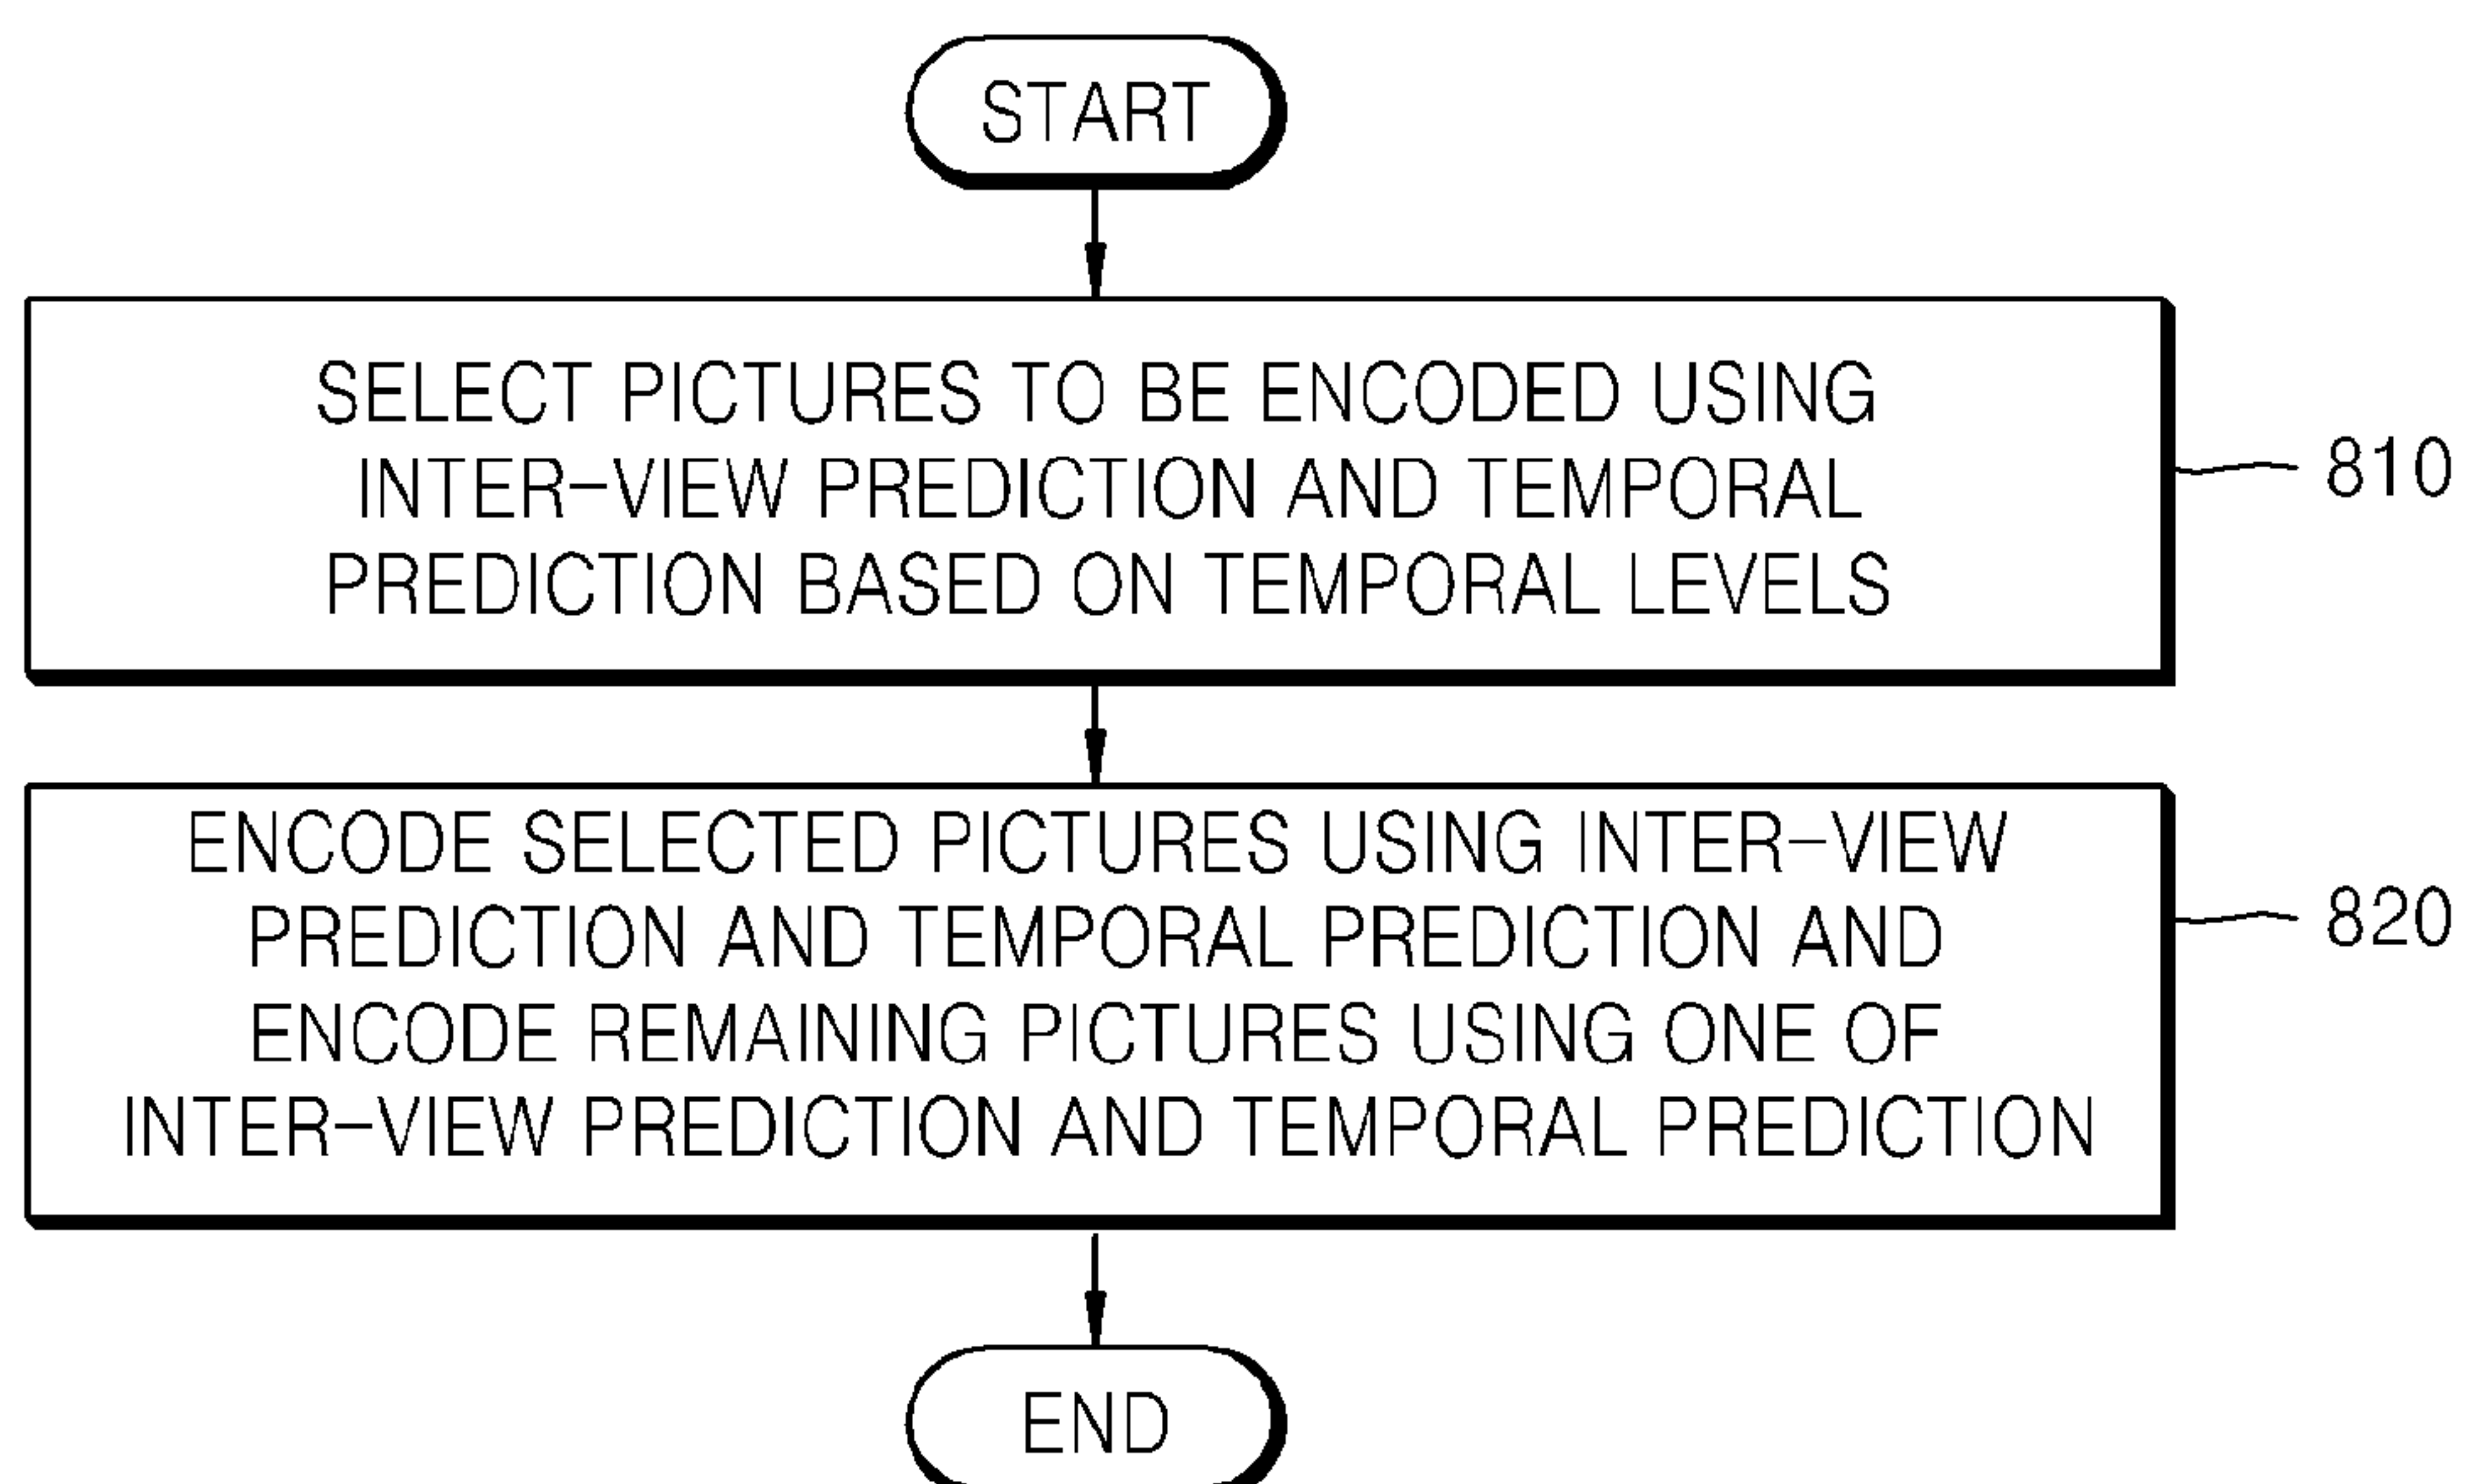 START
SELECT PICTURES TO BE ENCODED USING
INTER-VIEW PREDICTION AND TEMPORAL
PREDICTION BASED ON TEMPORAL LEVELS
810
ENCODE SELECTED PICTURES USING INTER-VIEW
PREDICTION AND TEMPORAL PREDICTION AND
ENCODE REMAINING PICTURES USING ONE OF
INTER-VIEW PREDICTION AND TEMPORAL PREDICTION
820
END